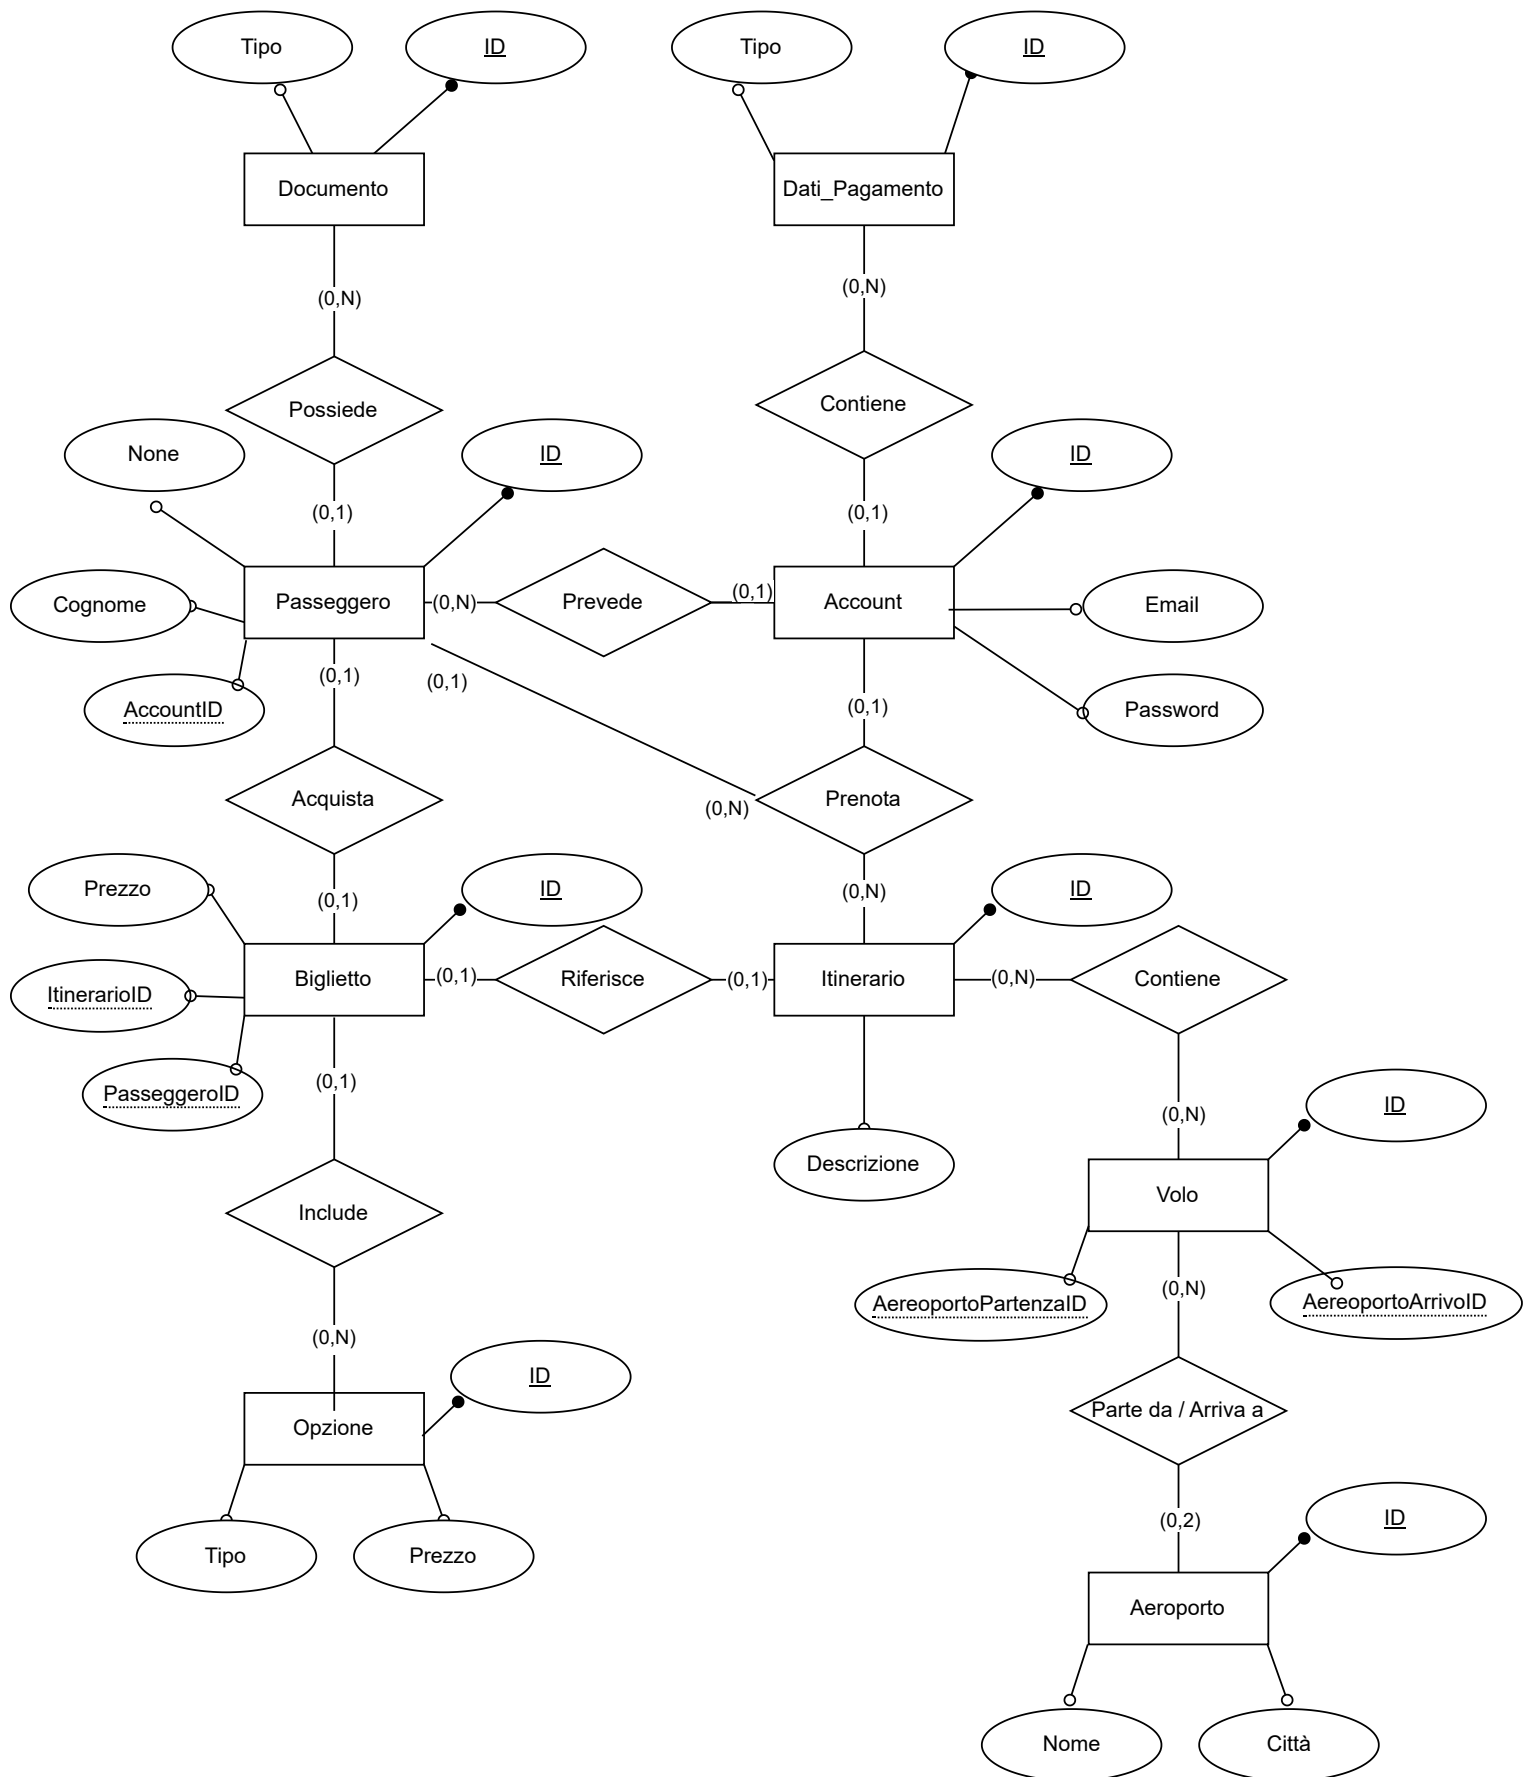 Tipo
ID
Tipo
ID
Documento
Dati_Pagamento
(0,N)
(0,N)
Possiede
Contiene
None
ID
ID
(0,1)
(0,1)
Cognome
Passeggero
(0,N)
Prevede
(0,1)
Account
Email
(0,1)
(0,1)
AccountID
(0,1)
Password
Acquista
(0,N)
Prenota
Prezzo
(0,1)
ID
(0,N)
ID
ItinerarioID
Biglietto
(0,1)
Riferisce
(0,1)
Itinerario
(0,N)
Contiene
PasseggeroID
(0,1)
(0,N)
ID
Descrizione
Volo
Include
AereoportoPartenzaID
(0,N)
AereoportoArrivoID
(0,N)
ID
Opzione
Parte da / Arriva a
(0,2)
ID
Tipo
Prezzo
Aeroporto
Nome
Città